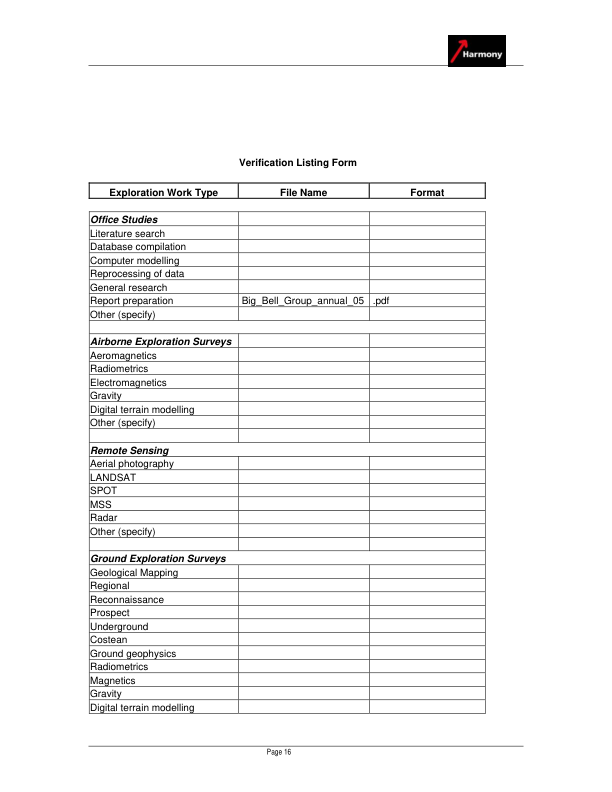 Harmony
Verification Listing Form
Exploration Work Type File Name Format
Office Studies
Literature search
Database compilation
Computer modelling
Reprocessing of data
General research
Report preparation Big_Bell_Group_annual_05 .pdf
Other (specify)
Airborne Exploration Surveys
Aeromagnetics
Radiometrics
Electromagnetics
Gravity
Digital terrain modelling
Other (specify)
Remote Sensing
Aerial photography
LANDSAT
SPOT
MSS
Radar
Other (specify)
Ground Exploration Surveys
Geological Mapping
Regional
Reconnaissance
Prospect
Underground
Costean
Ground geophysics
Radiometrics
Magnetics
Gravity
Digital terrain modelling
Page 16